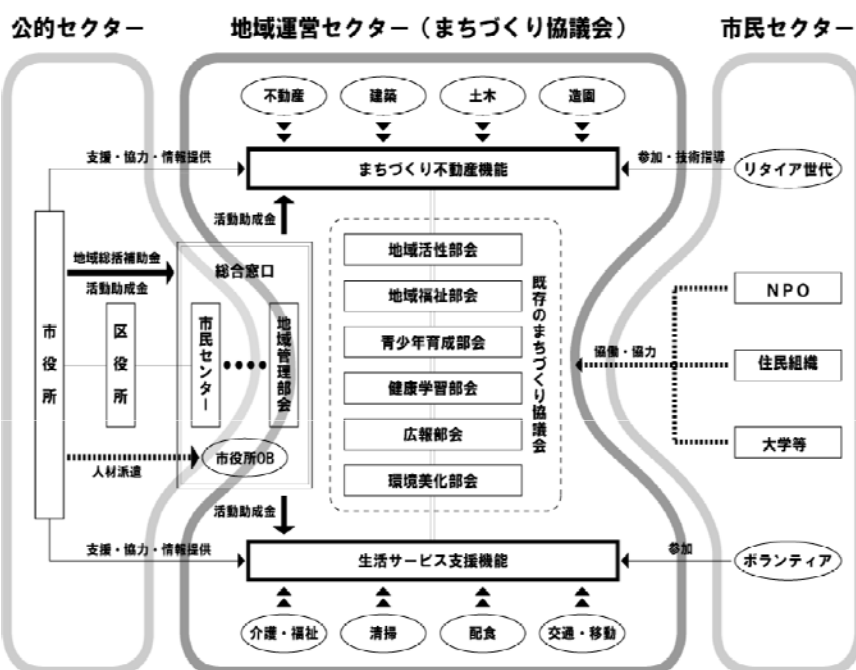 公的セクター
地域運営セクター（まちづくり協議会）
市民セクター
不動産
建築
土木
造園
支援・協力・情報提供
まちづくり不動産機能
参加・技術指導
リタイア世代
活動助成金
地域総括補助金
活動助成金
総合窓口
市役所
区役所
市民センター
地域管理部会
市役所OB
人材派遣
地域活性部会
地域福祉部会
青少年育成部会
健康学習部会
広報部会
環境美化部会
既存のまちづくり協議会
協働・協力
NPO
住民組織
大学等
活動助成金
支援・協力・情報提供
生活サービス支援機能
参加
ボランティア
介護・福祉
清掃
配食
交通・移動